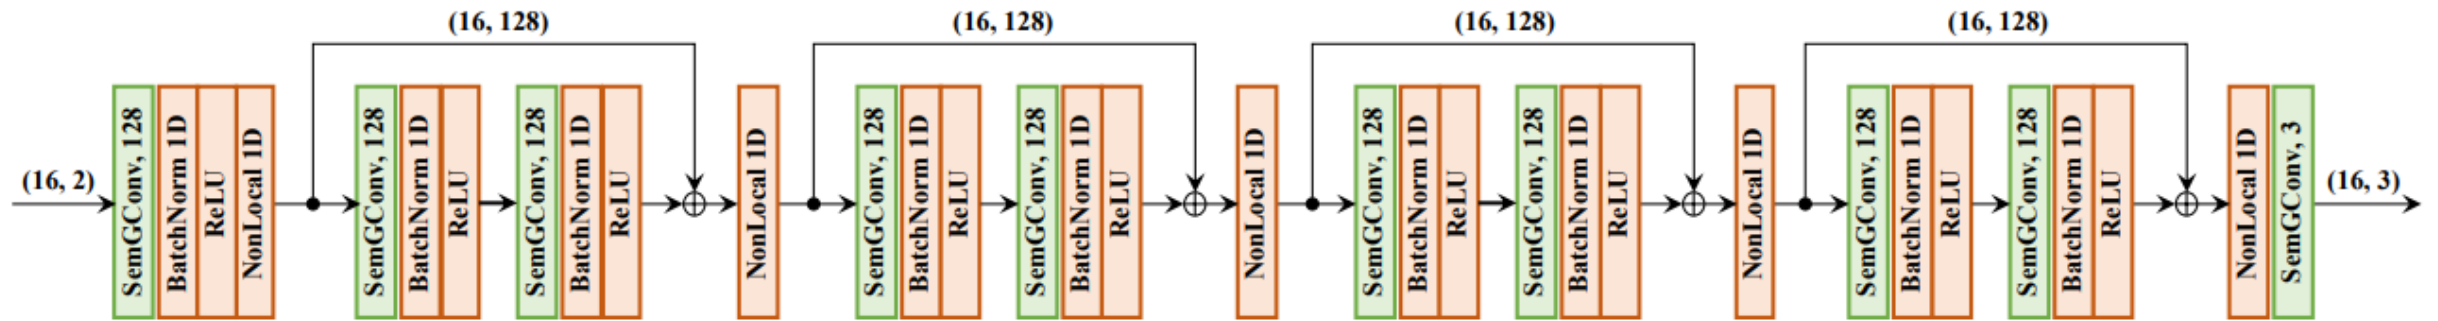 (16, 128)
(16, 128)
(16, 128)
(16, 128)
(16, 2)
SemGConv, 128
BatchNorm 1D
ReLU
NonLocal 1D
SemGConv, 128
BatchNorm 1D
ReLU
SemGConv, 128
BatchNorm 1D
ReLU
NonLocal 1D
SemGConv, 128
BatchNorm 1D
ReLU
SemGConv, 128
BatchNorm 1D
ReLU
NonLocal 1D
SemGConv, 128
BatchNorm 1D
ReLU
SemGConv, 128
BatchNorm 1D
ReLU
NonLocal 1D
SemGConv, 128
BatchNorm 1D
ReLU
SemGConv, 128
BatchNorm 1D
ReLU
NonLocal 1D
SemGConv, 3
(16, 3)